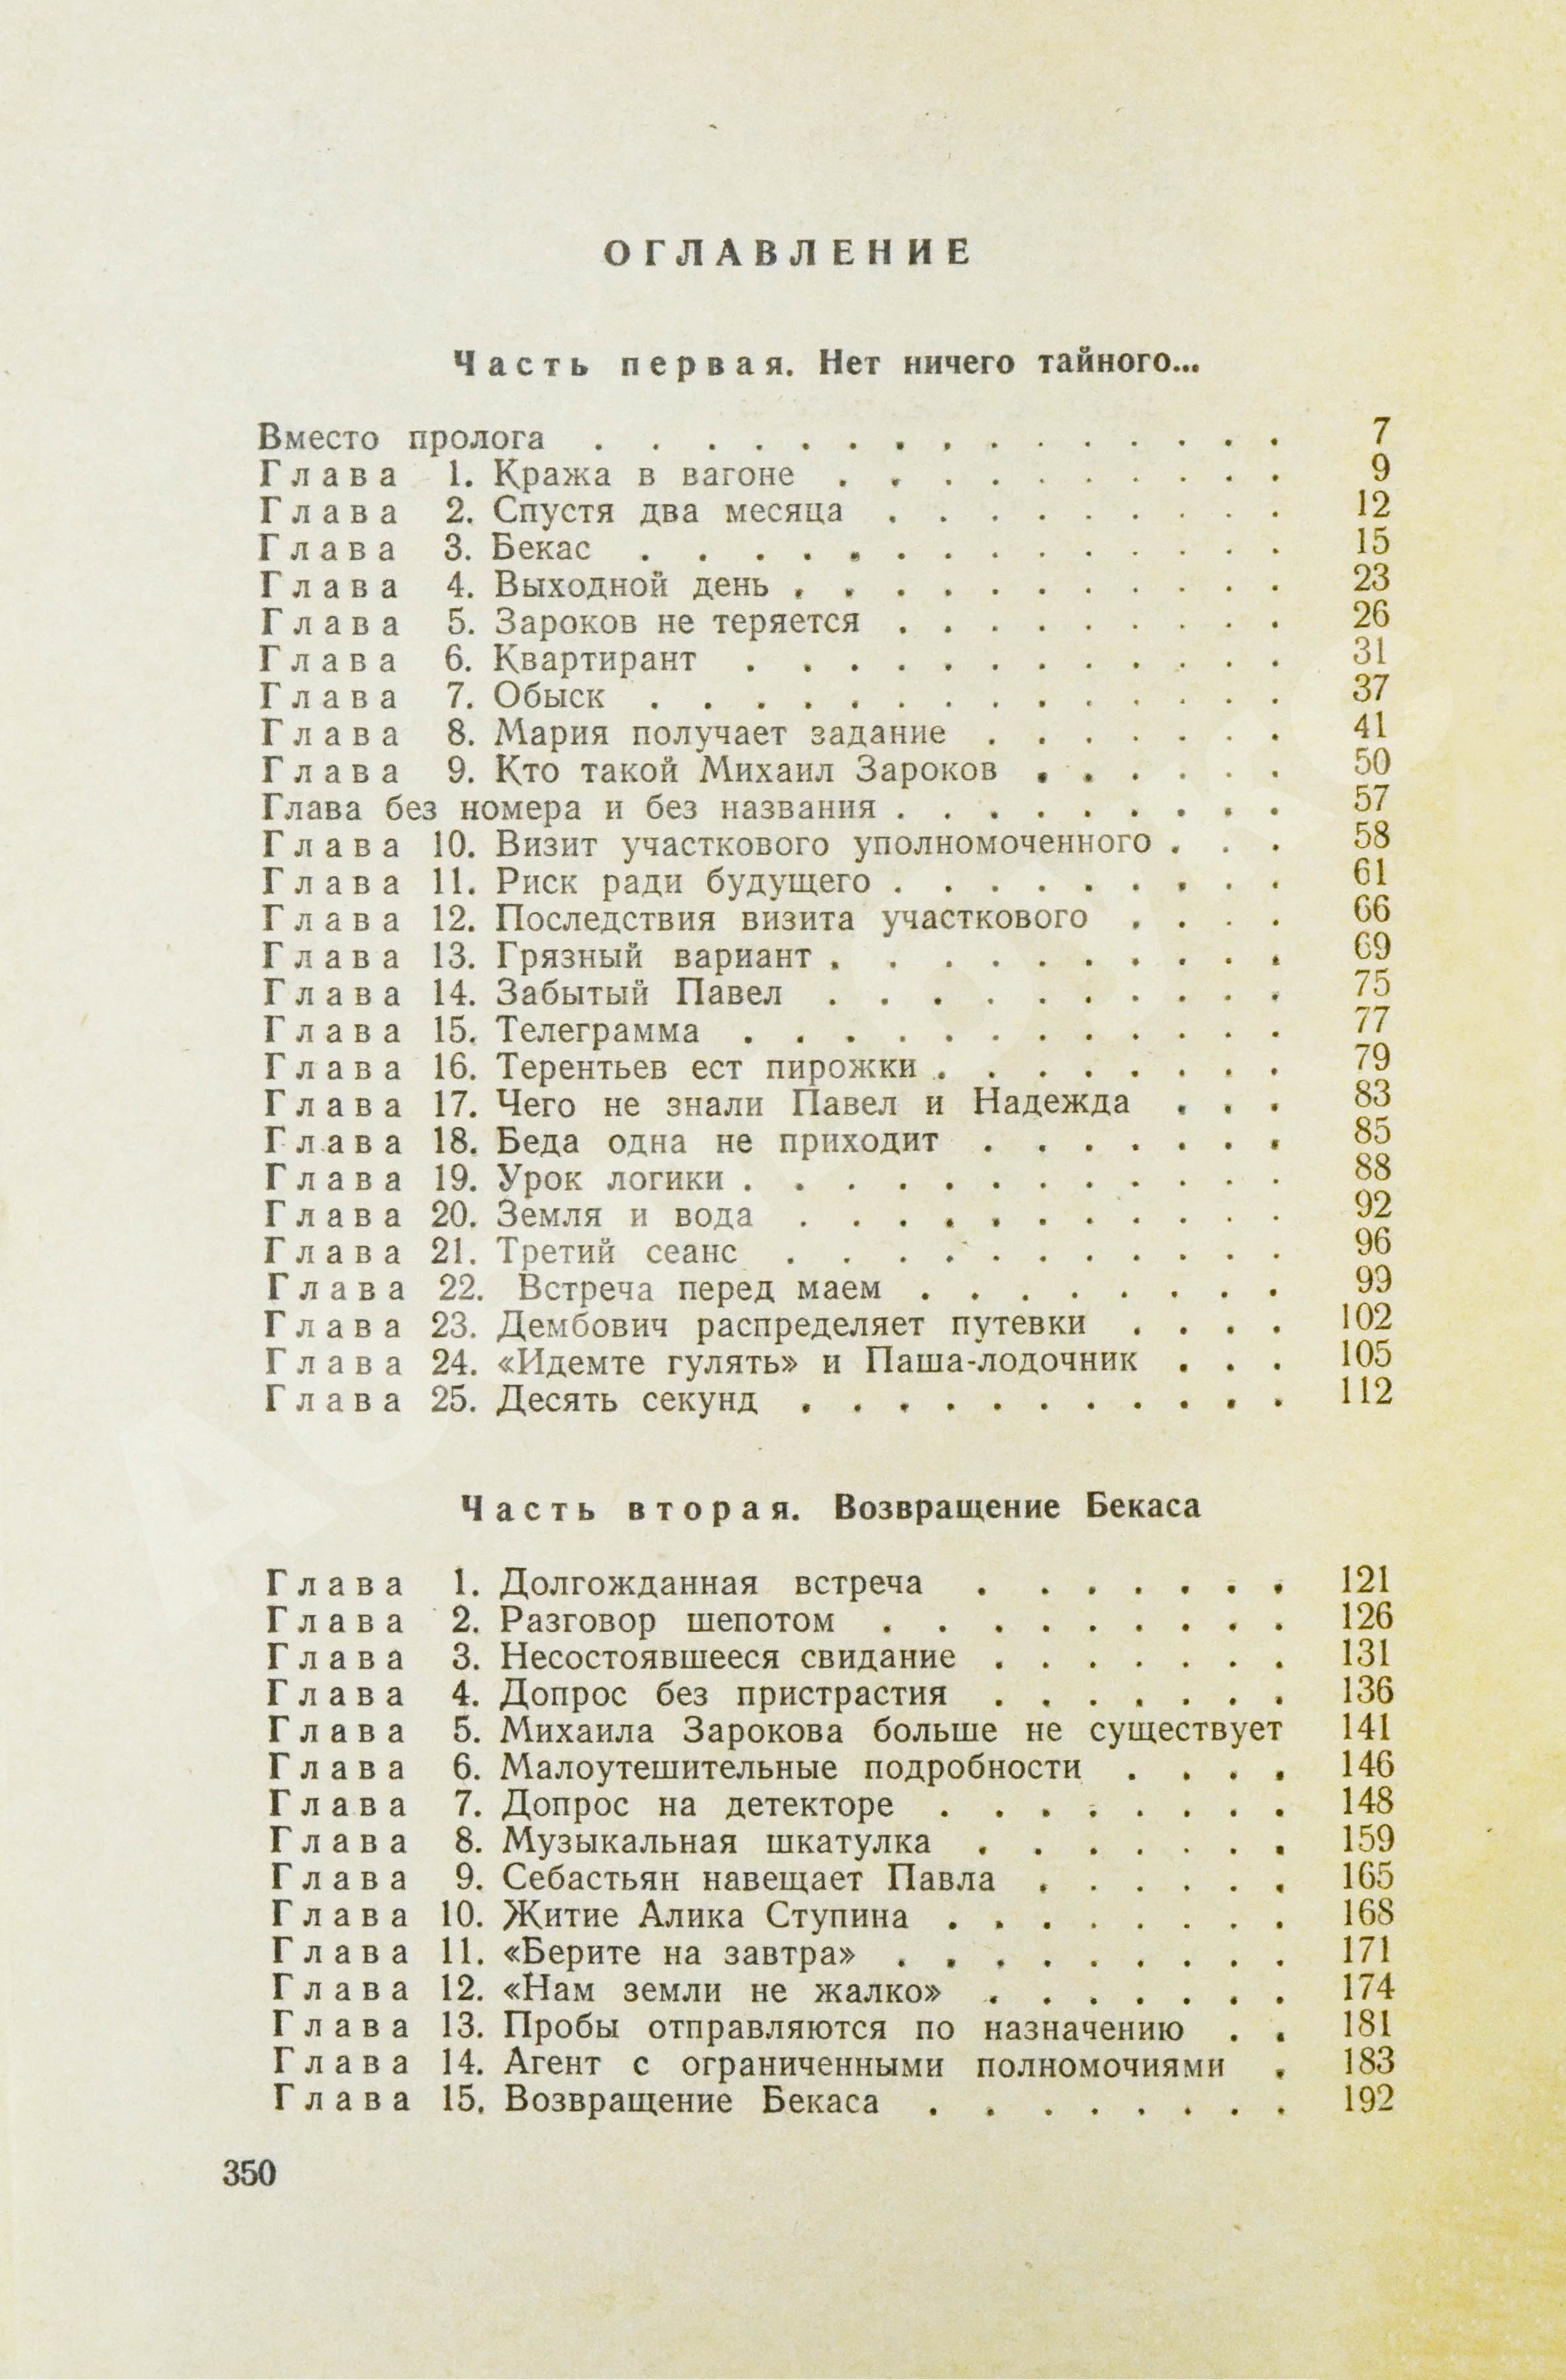 ОГЛАВЛЕНИЕ
Часть первая. Нет ничего тайного...
Вместо пролога . . . . . . . . . . . . . . . 7
Глава 1. Кража в вагоне . . . . . . . . . . 9
Глава 2. Спустя два месяца . . . . . . . . . 12
Глава 3. Бекас . . . . . . . . . . . . . . 15
Глава 4. Выходной день . . . . . . . . . . . 23
Глава 5. Зароков не теряется . . . . . . . . . 26
Глава 6. Квартирант . . . . . . . . . . . . 31
Глава 7. Обыск . . . . . . . . . . . . . . 37
Глава 8. Мария получает задание . . . . . . . 41
Глава 9. Кто такой Михаил Зароков . . . . . . 50
Глава без номера и без названия . . . . . . . . . 57
Глава 10. Визит участкового уполномоченного . . . 58
Глава 11. Риск ради будущего . . . . . . . . . 61
Глава 12. Последствия визита участкового . . . . 66
Глава 13. Грязный вариант . . . . . . . . . . 69
Глава 14. Забытый Павел . . . . . . . . . . 75
Глава 15. Телеграмма . . . . . . . . . . . . 77
Глава 16. Терентьев ест пирожки . . . . . . . . 79
Глава 17. Чего не знали Павел и Надежда . . . 83
Глава 18. Беда одна не приходит . . . . . . . 85
Глава 19. Урок логики . . . . . . . . . . . . 88
Глава 20. Земля и вода . . . . . . . . . . . 92
Глава 21. Третий сеанс . . . . . . . . . . . 96
Глава 22. Встреча перед маем . . . . . . . . 99
Глава 23. Дембович распределяет путевки . . . . 102
Глава 24. «Идемте гулять» и Паша-лодочник . . . 105
Глава 25. Десять секунд . . . . . . . . . . . 112
Часть вторая. Возвращение Бекаса
Глава 1. Долгожданная встреча . . . . . . . 121
Глава 2. Разговор шепотом . . . . . . . . . 126
Глава 3. Несостоявшееся свидание . . . . . . . 131
Глава 4. Допрос без пристрастия . . . . . . . 136
Глава 5. Михаила Зарокова больше не существует 141
Глава 6. Малоутешительные подробности . . . . 146
Глава 7. Допрос на детекторе . . . . . . . . 148
Глава 8. Музыкальная шкатулка . . . . . . . 159
Глава 9. Себастьян навещает Павла . . . . . . 165
Глава 10. Житие Алика Ступина . . . . . . . . 168
Глава 11. «Берите на завтра» . . . . . . . . . 171
Глава 12. «Нам земли не жалко» . . . . . . . 174
Глава 13. Пробы отправляются по назначению . . 181
Глава 14. Агент с ограниченными полномочиями . 183
Глава 15. Возвращение Бекаса . . . . . . . . 192
350